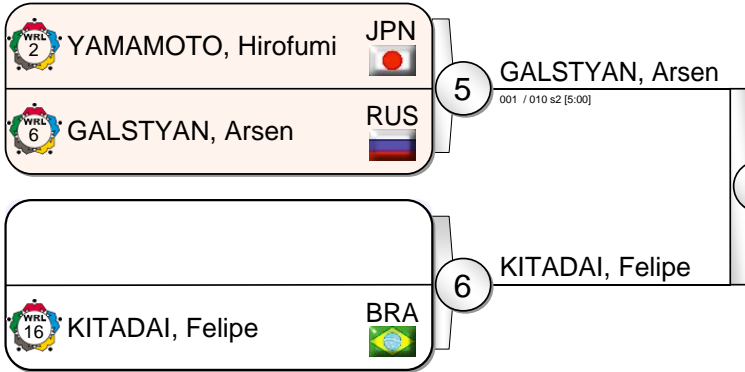 WRL
2
YAMAMOTO, Hirofumi
JPN
WRL
6
GALSTYAN, Arsen
RUS
5
GALSTYAN, Arsen
001 / 010 s2 [5:00]
WRL
16
KITADAI, Felipe
BRA
6
KITADAI, Felipe